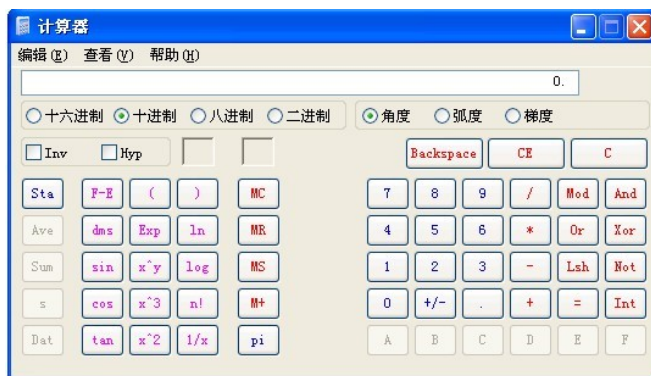 计算器
编辑(E) 查看(V) 帮助(H)
0.
十六进制 十进制 八进制 二进制 角度 弧度 梯度
Inv Hyp Backspace CE C
Sta F-E ( ) MC 7 8 9 / Mod And
Ave dms Exp ln MR 4 5 6 * Or Xor
Sum sin x^y log MS 1 2 3 - Lsh Not
s cos x^3 n! M+ 0 +/- . + = Int
Dat tan x^2 1/x pi A B C D E F